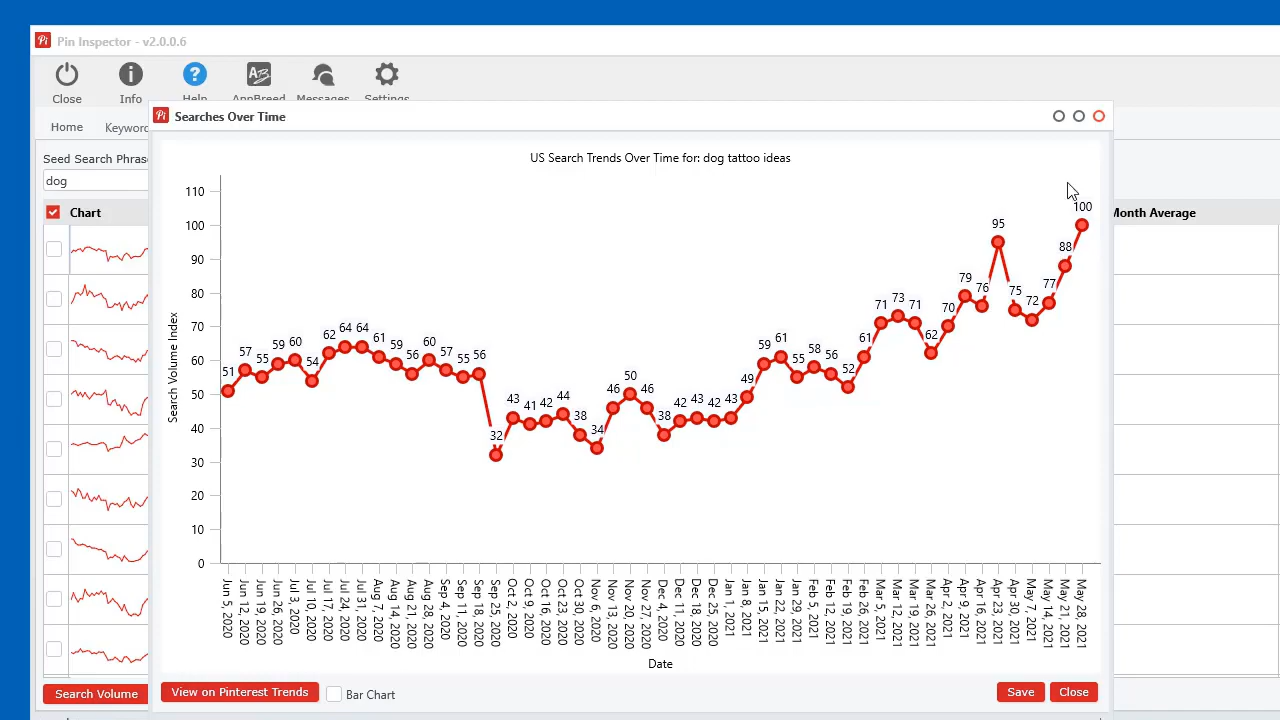 Pin Inspector - v2.0.0.6
Close Info Help AppBreed Messages Settings
Searches Over Time
Home Keyword
US Search Trends Over Time for: dog tattoo ideas
Seed Search Phrase
dog
Chart
Month Average
Search Volume Index
110
100
90
80
70
60
50
40
30
20
10
0
51 57 55 59 60 54 62 64 64 61 59 56 60 57 55 56 32 43 41 42 44 38 34 46 50 46 38 42 43 42 43 49 59 61 55 58 56 52 61 71 73 71 62 70 79 76 95 75 72 77 88 100
Jun 5, 2020
Jun 12, 2020
Jun 19, 2020
Jun 26, 2020
Jul 3, 2020
Jul 10, 2020
Jul 17, 2020
Jul 24, 2020
Jul 31, 2020
Aug 7, 2020
Aug 14, 2020
Aug 21, 2020
Aug 28, 2020
Sep 4, 2020
Sep 11, 2020
Sep 18, 2020
Sep 25, 2020
Oct 2, 2020
Oct 9, 2020
Oct 16, 2020
Oct 23, 2020
Oct 30, 2020
Nov 6, 2020
Nov 13, 2020
Nov 20, 2020
Nov 27, 2020
Dec 4, 2020
Dec 11, 2020
Dec 18, 2020
Dec 25, 2020
Jan 1, 2021
Jan 8, 2021
Jan 15, 2021
Jan 22, 2021
Jan 29, 2021
Feb 5, 2021
Feb 12, 2021
Feb 19, 2021
Feb 26, 2021
Mar 5, 2021
Mar 12, 2021
Mar 19, 2021
Mar 26, 2021
Apr 2, 2021
Apr 9, 2021
Apr 16, 2021
Apr 23, 2021
Apr 30, 2021
May 7, 2021
May 14, 2021
May 21, 2021
May 28, 2021
Date
Search Volume
View on Pinterest Trends
Bar Chart
Save
Close